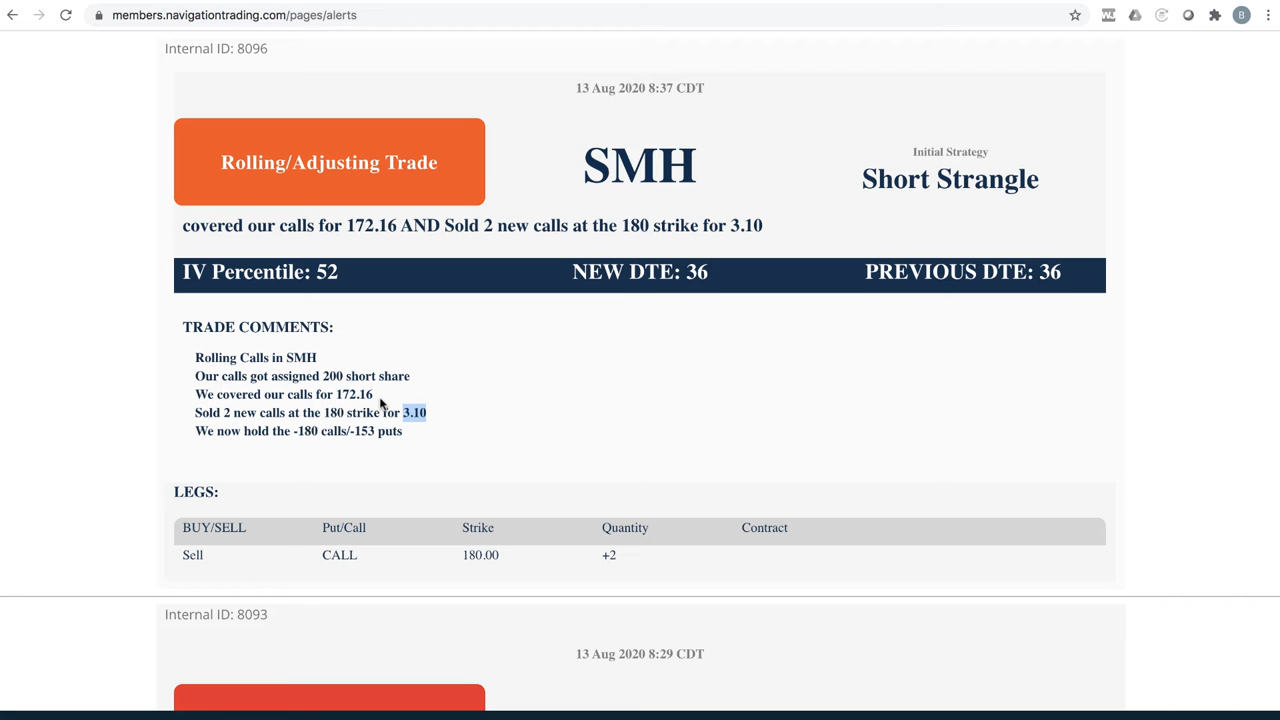 members.navigationtrading.com/pages/alerts
B
Internal ID: 8096
13 Aug 2020 8:37 CDT
Rolling/Adjusting Trade
SMH
Initial Strategy
Short Strangle
covered our calls for 172.16 AND Sold 2 new calls at the 180 strike for 3.10
IV Percentile: 52 NEW DTE: 36 PREVIOUS DTE: 36
TRADE COMMENTS:
Rolling Calls in SMH
Our calls got assigned 200 short share
We covered our calls for 172.16
Sold 2 new calls at the 180 strike for 3.10
We now hold the -180 calls/-153 puts
LEGS:
BUY/SELL Put/Call Strike Quantity Contract
Sell CALL 180.00 +2
Internal ID: 8093
13 Aug 2020 8:29 CDT